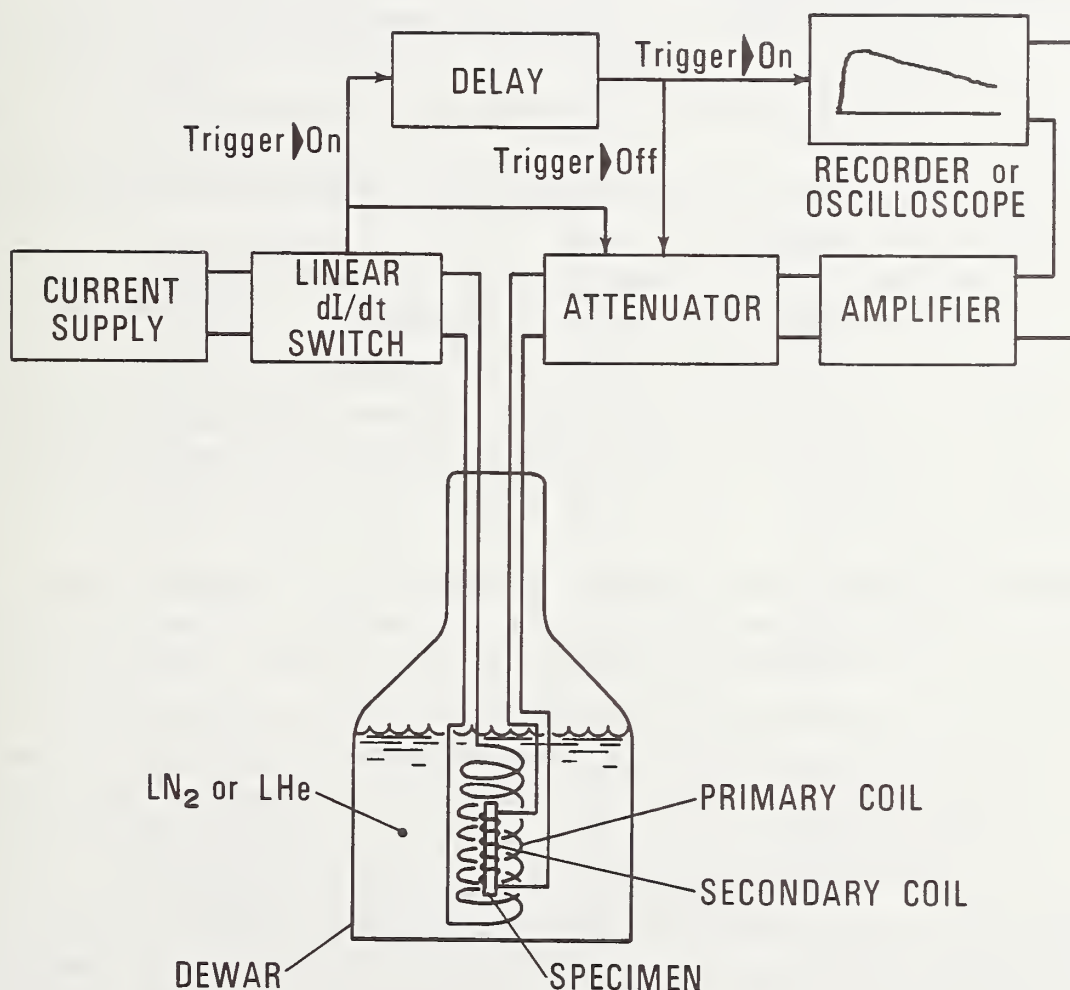 DELAY
Trigger▶On
Trigger▶On
Trigger▶Off
RECORDER or
OSCILLOSCOPE
CURRENT
SUPPLY
LINEAR
dI/dt
SWITCH
ATTENUATOR
AMPLIFIER
LN₂ or LHe
PRIMARY COIL
SECONDARY COIL
DEWAR
SPECIMEN